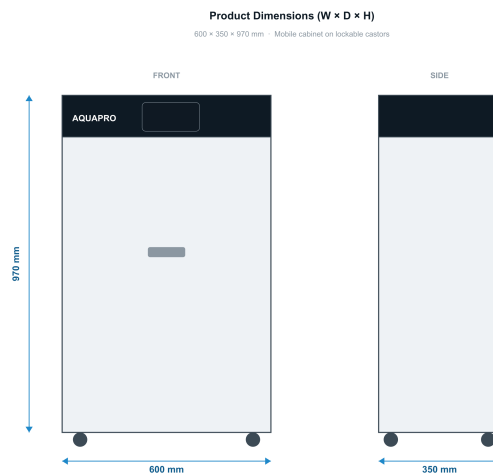 Product Dimensions (W × D × H)
600 × 350 × 970 mm · Mobile cabinet on lockable castors
FRONT
SIDE
AQUAPRO
970 mm
600 mm
350 mm